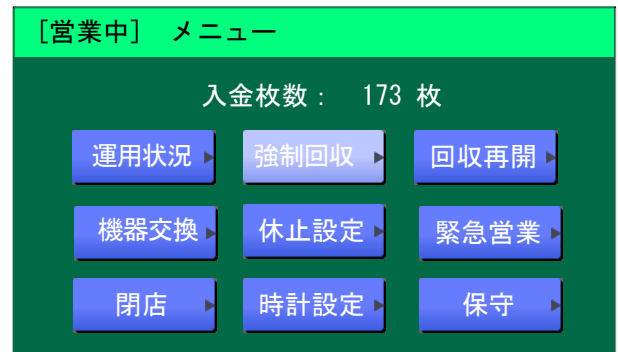 [営業中] メニュー
入金枚数： 173 枚
運用状況 強制回収 回収再開
機器交換 休止設定 緊急営業
閉店 時計設定 保守